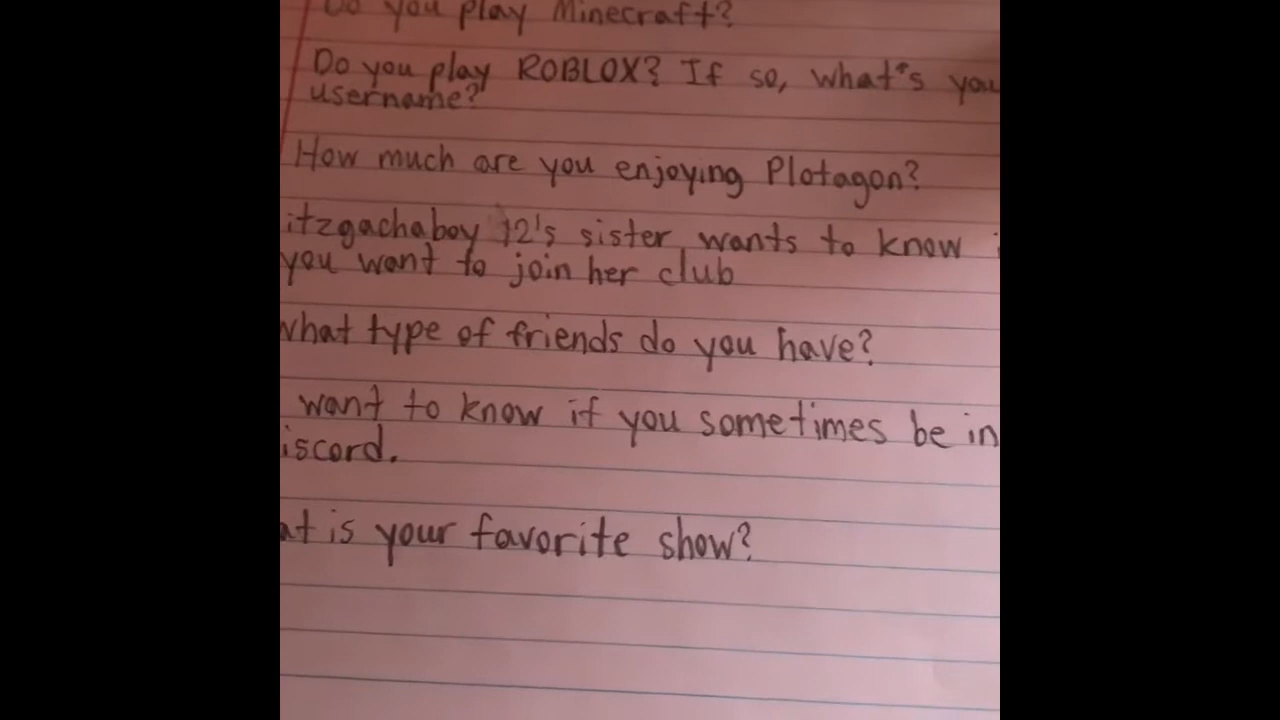 Do you play Minecraft?
Do you play ROBLOX? If so, what's you
username?
How much are you enjoying Plotagon?
itzgachaboy 12's sister wants to know i
you want to join her club
what type of friends do you have?
want to know if you sometimes be in
iscord.
at is your favorite show?